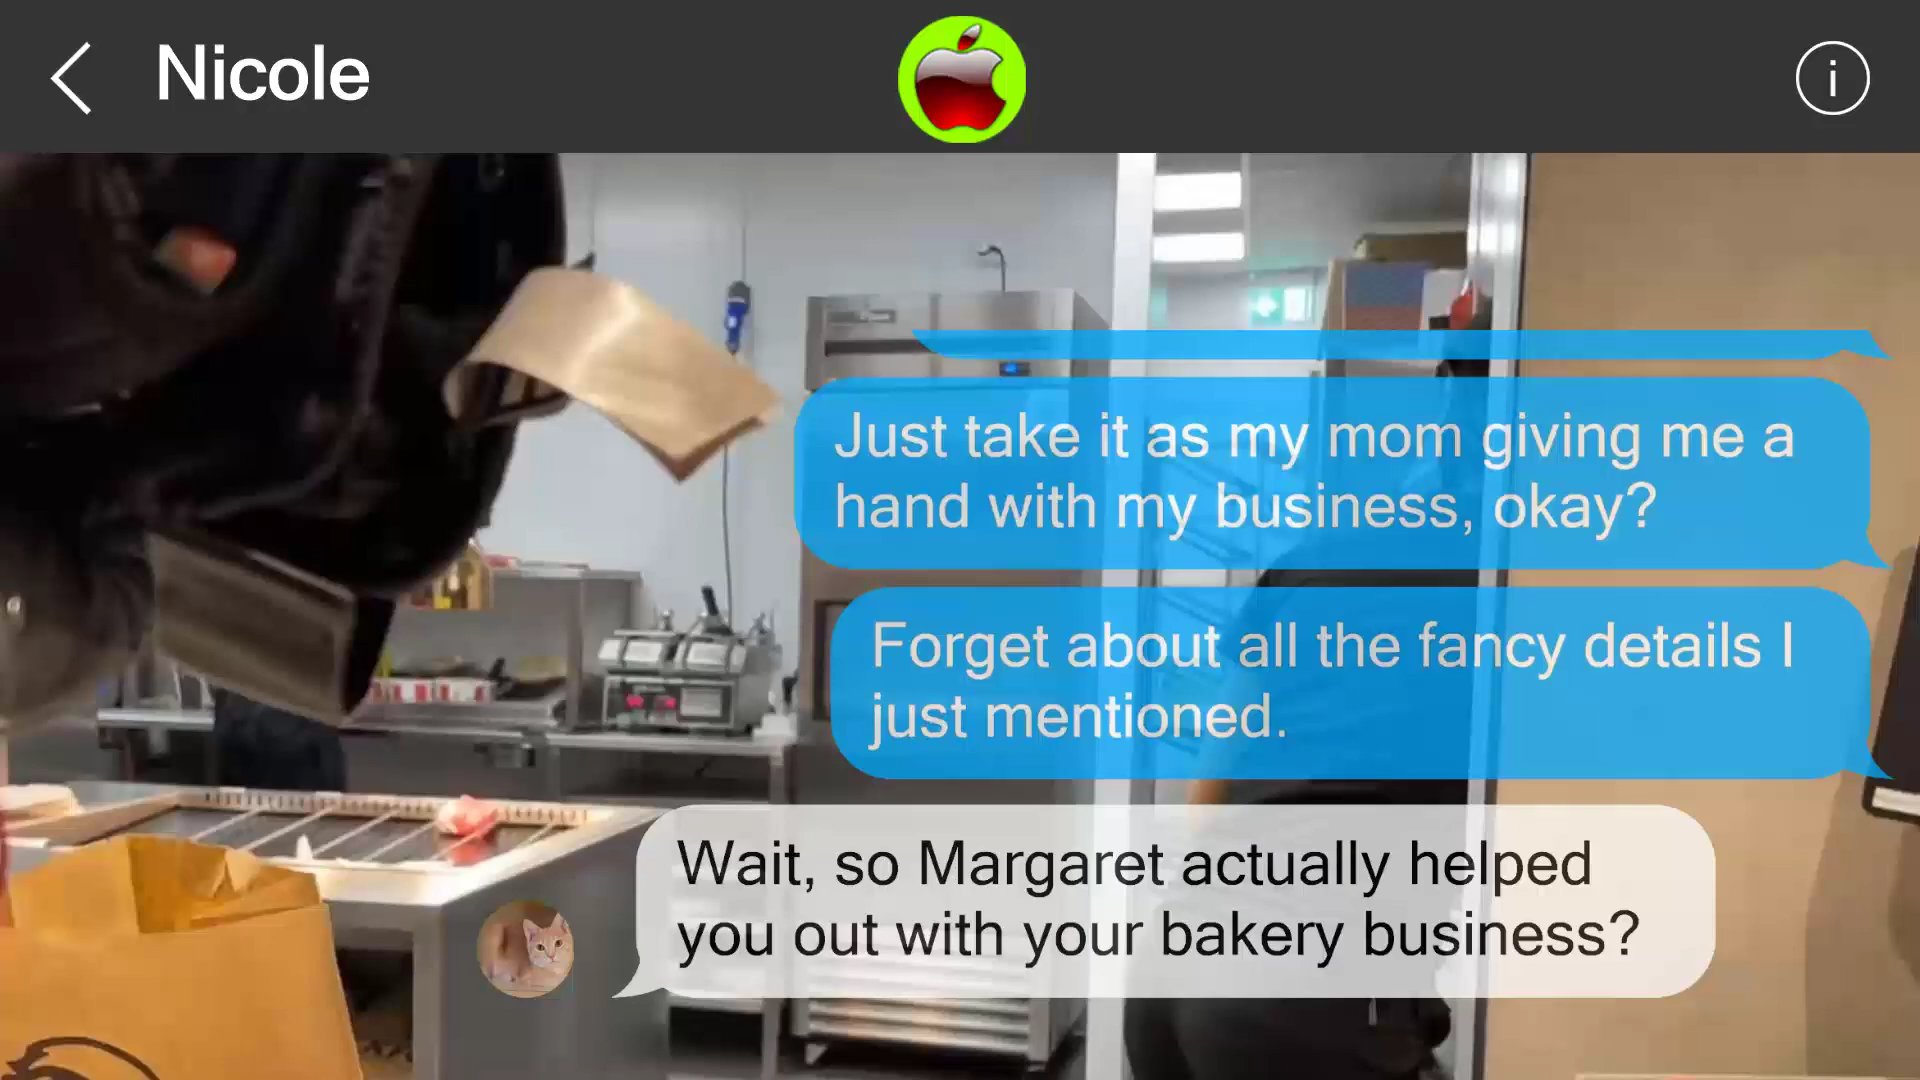 Nicole
Just take it as my mom giving me a
hand with my business, okay?
Forget about all the fancy details I
just mentioned.
Wait, so Margaret actually helped
you out with your bakery business?